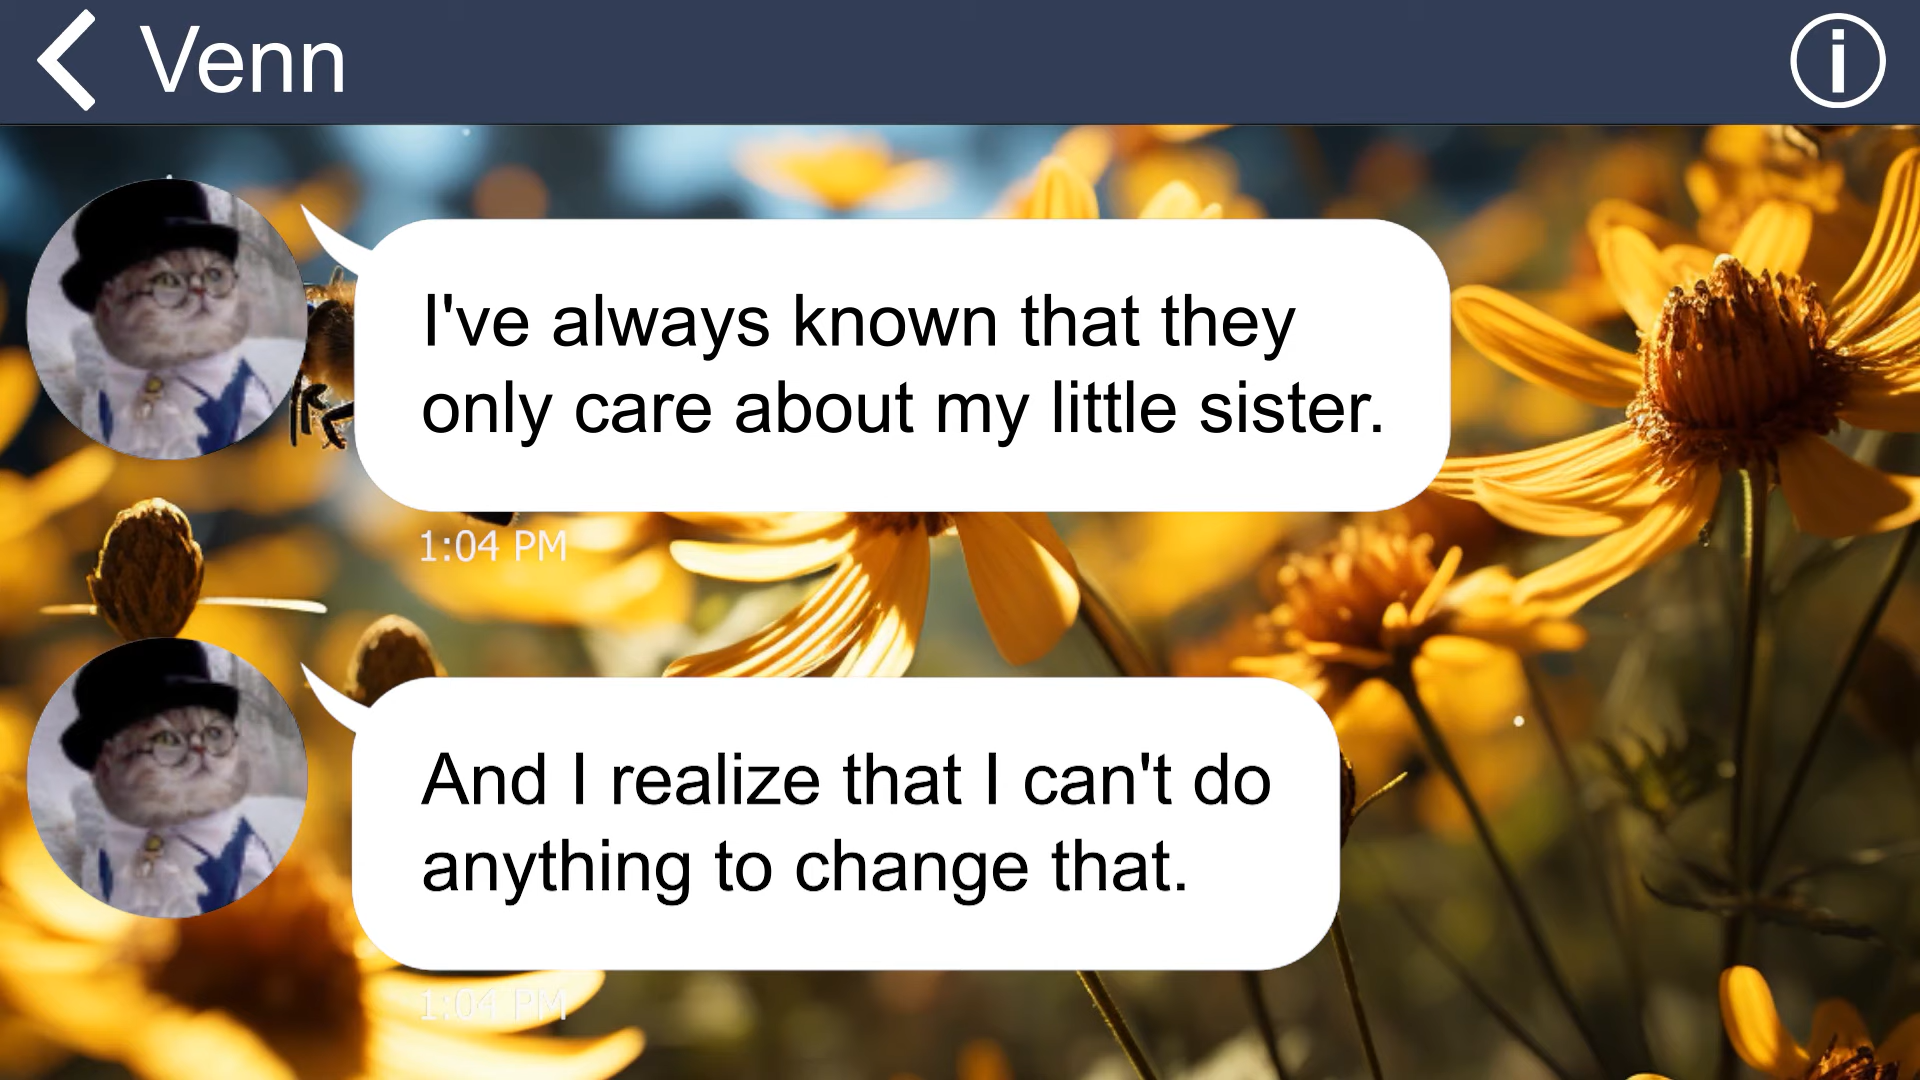 Venn
I've always known that they
only care about my little sister.
1:04 PM
And I realize that I can't do
anything to change that.
1:04 PM